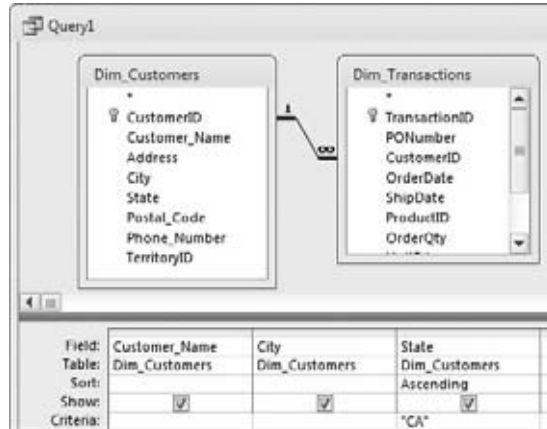 Query1
Dim_Customers
*
CustomerID
Customer_Name
Address
City
State
Postal_Code
Phone_Number
TerritoryID
1
∞
Dim_Transactions
*
TransactionID
PONumber
CustomerID
OrderDate
ShipDate
ProductID
OrderQty
Field: Customer_Name City State
Table: Dim_Customers Dim_Customers Dim_Customers
Sort: Ascending
Show:
Criteria: "CA"